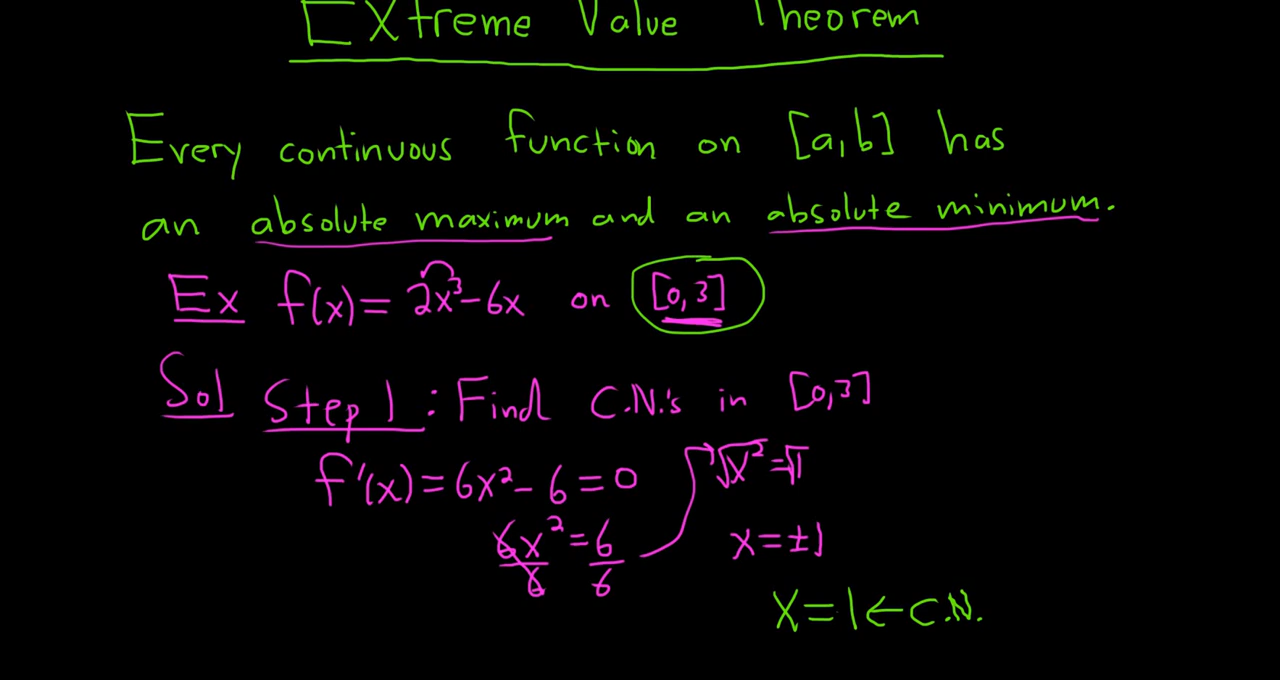 Extreme Value Theorem
Every continuous function on [a,b] has
an absolute maximum and an absolute minimum.
Ex f(x)=2x³-6x on [0,3]
Sol Step 1: Find C.N.'s in [0,3]
f'(x)=6x²-6=0
6x²/6=6/6
√x²=√1
x=±1
X=1←C.N.